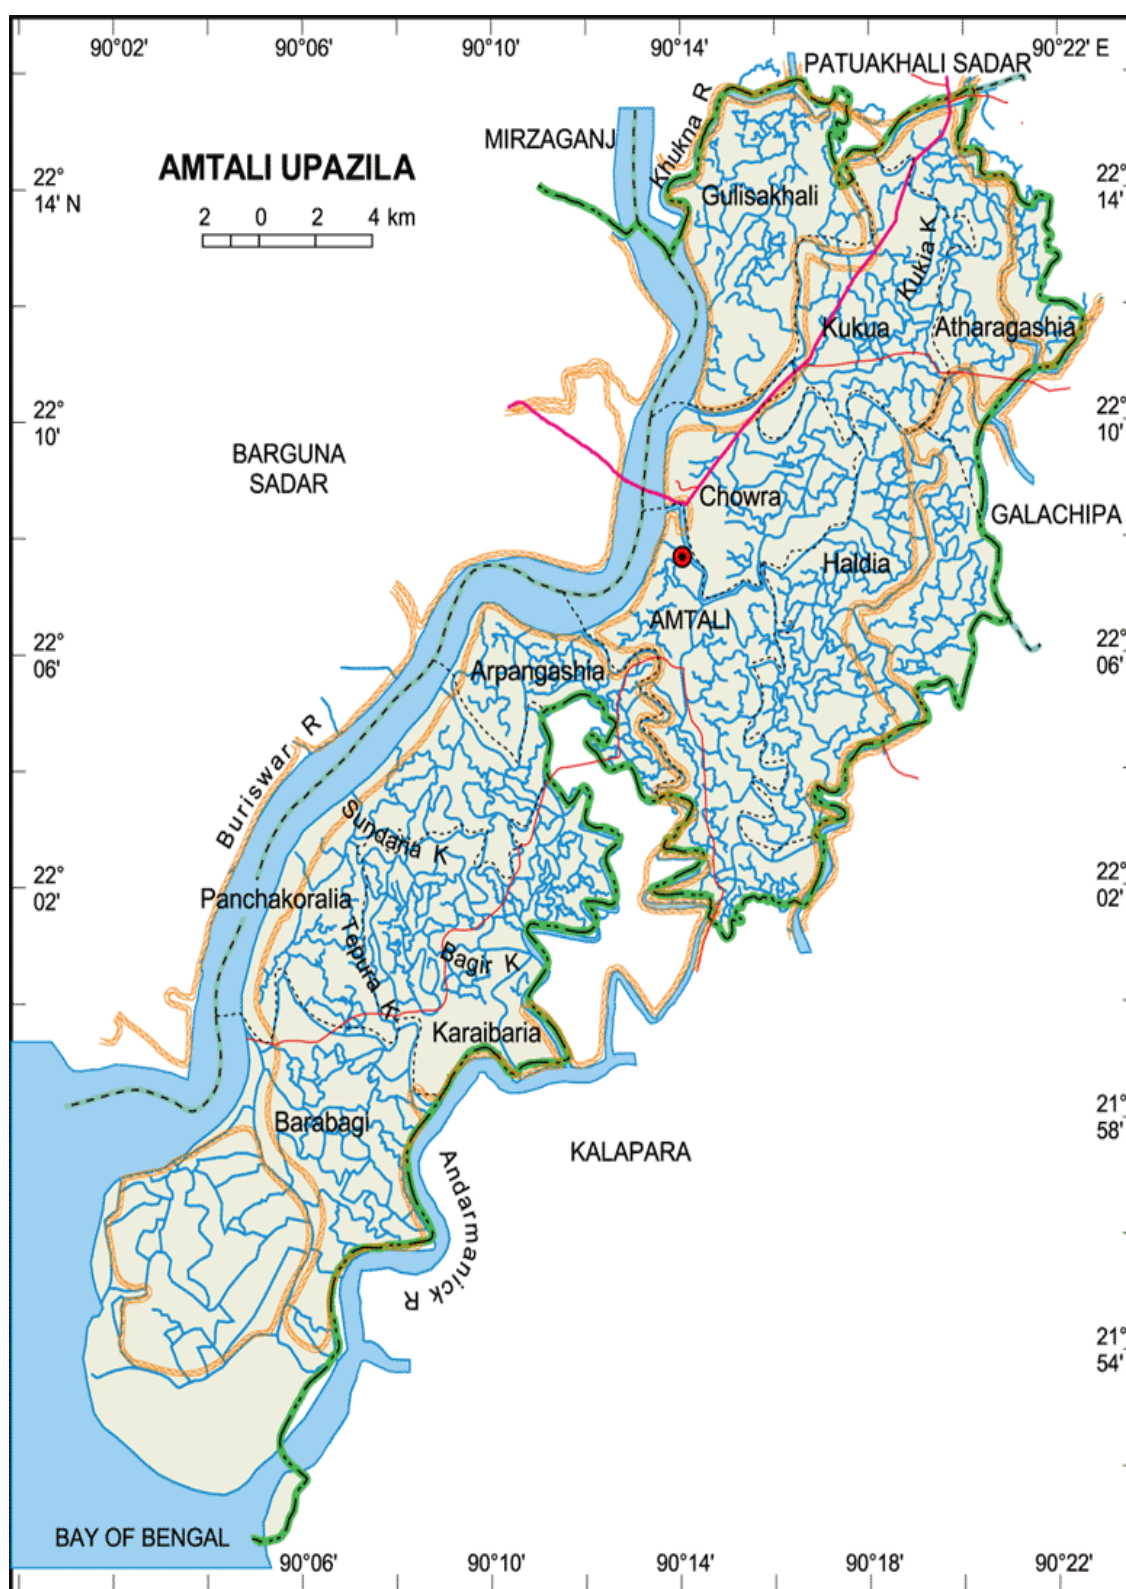 90°02' 90°06' 90°10' 90°14' 90°22' E
PATUAKHALI SADAR
MIRZAGANJ
Khukna R
AMTALI UPAZILA
22°
14' N
22°
14'
Gulisakhali
2 0 2 4 km
Kukia K
Kukua
Atharagashia
22°
10'
22°
10'
BARGUNA
SADAR
Chowra
GALACHIPA
Haldia
AMTALI
22°
06'
22°
06'
Arpangashia
Buriswar R
Sundaria K
22°
02'
22°
02'
Panchakoralia
Tepura K
Bagir K
Karaibaria
21°
58'
Barabagi
KALAPARA
Andarmanick R
21°
54'
BAY OF BENGAL
90°06' 90°10' 90°14' 90°18' 90°22'